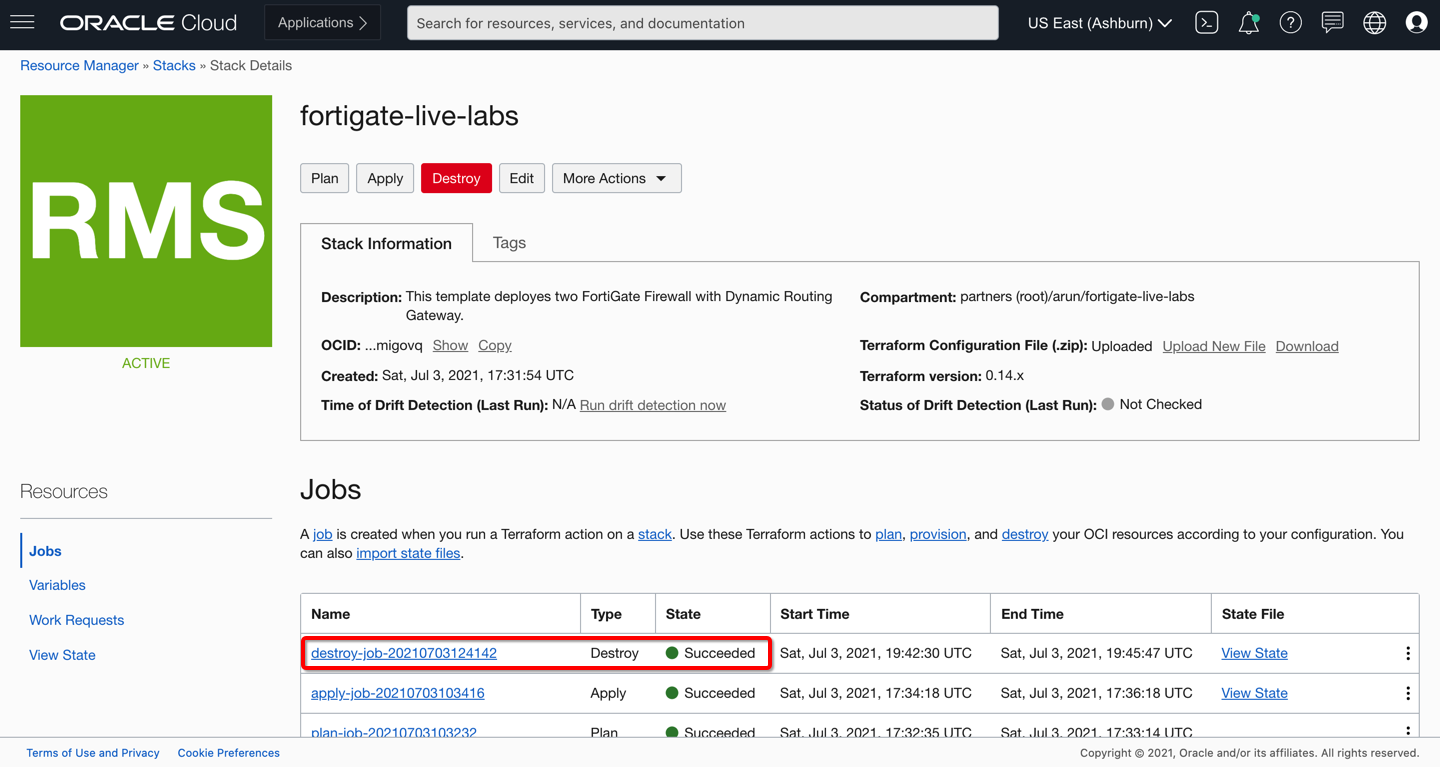 ORACLE Cloud
Applications
Search for resources, services, and documentation
US East (Ashburn)
Resource Manager » Stacks » Stack Details
RMS
ACTIVE
fortigate-live-labs
Plan
Apply
Destroy
Edit
More Actions
Stack Information
Tags
Description: This template deployes two FortiGate Firewall with Dynamic Routing
Gateway.
OCID: ...migovq Show Copy
Created: Sat, Jul 3, 2021, 17:31:54 UTC
Time of Drift Detection (Last Run): N/A Run drift detection now
Compartment: partners (root)/arun/fortigate-live-labs
Terraform Configuration File (.zip): Uploaded Upload New File Download
Terraform version: 0.14.x
Status of Drift Detection (Last Run): Not Checked
Resources
Jobs
Variables
Work Requests
View State
Jobs
A job is created when you run a Terraform action on a stack. Use these Terraform actions to plan, provision, and destroy your OCI resources according to your configuration. You
can also import state files.
Name Type State Start Time End Time State File
destroy-job-20210703124142 Destroy Succeeded Sat, Jul 3, 2021, 19:42:30 UTC Sat, Jul 3, 2021, 19:45:47 UTC View State
apply-job-20210703103416 Apply Succeeded Sat, Jul 3, 2021, 17:34:18 UTC Sat, Jul 3, 2021, 17:36:18 UTC View State
plan-job-20210703103232 Plan Succeeded Sat, Jul 3, 2021, 17:32:35 UTC Sat, Jul 3, 2021, 17:33:14 UTC
Terms of Use and Privacy Cookie Preferences
Copyright © 2021, Oracle and/or its affiliates. All rights reserved.